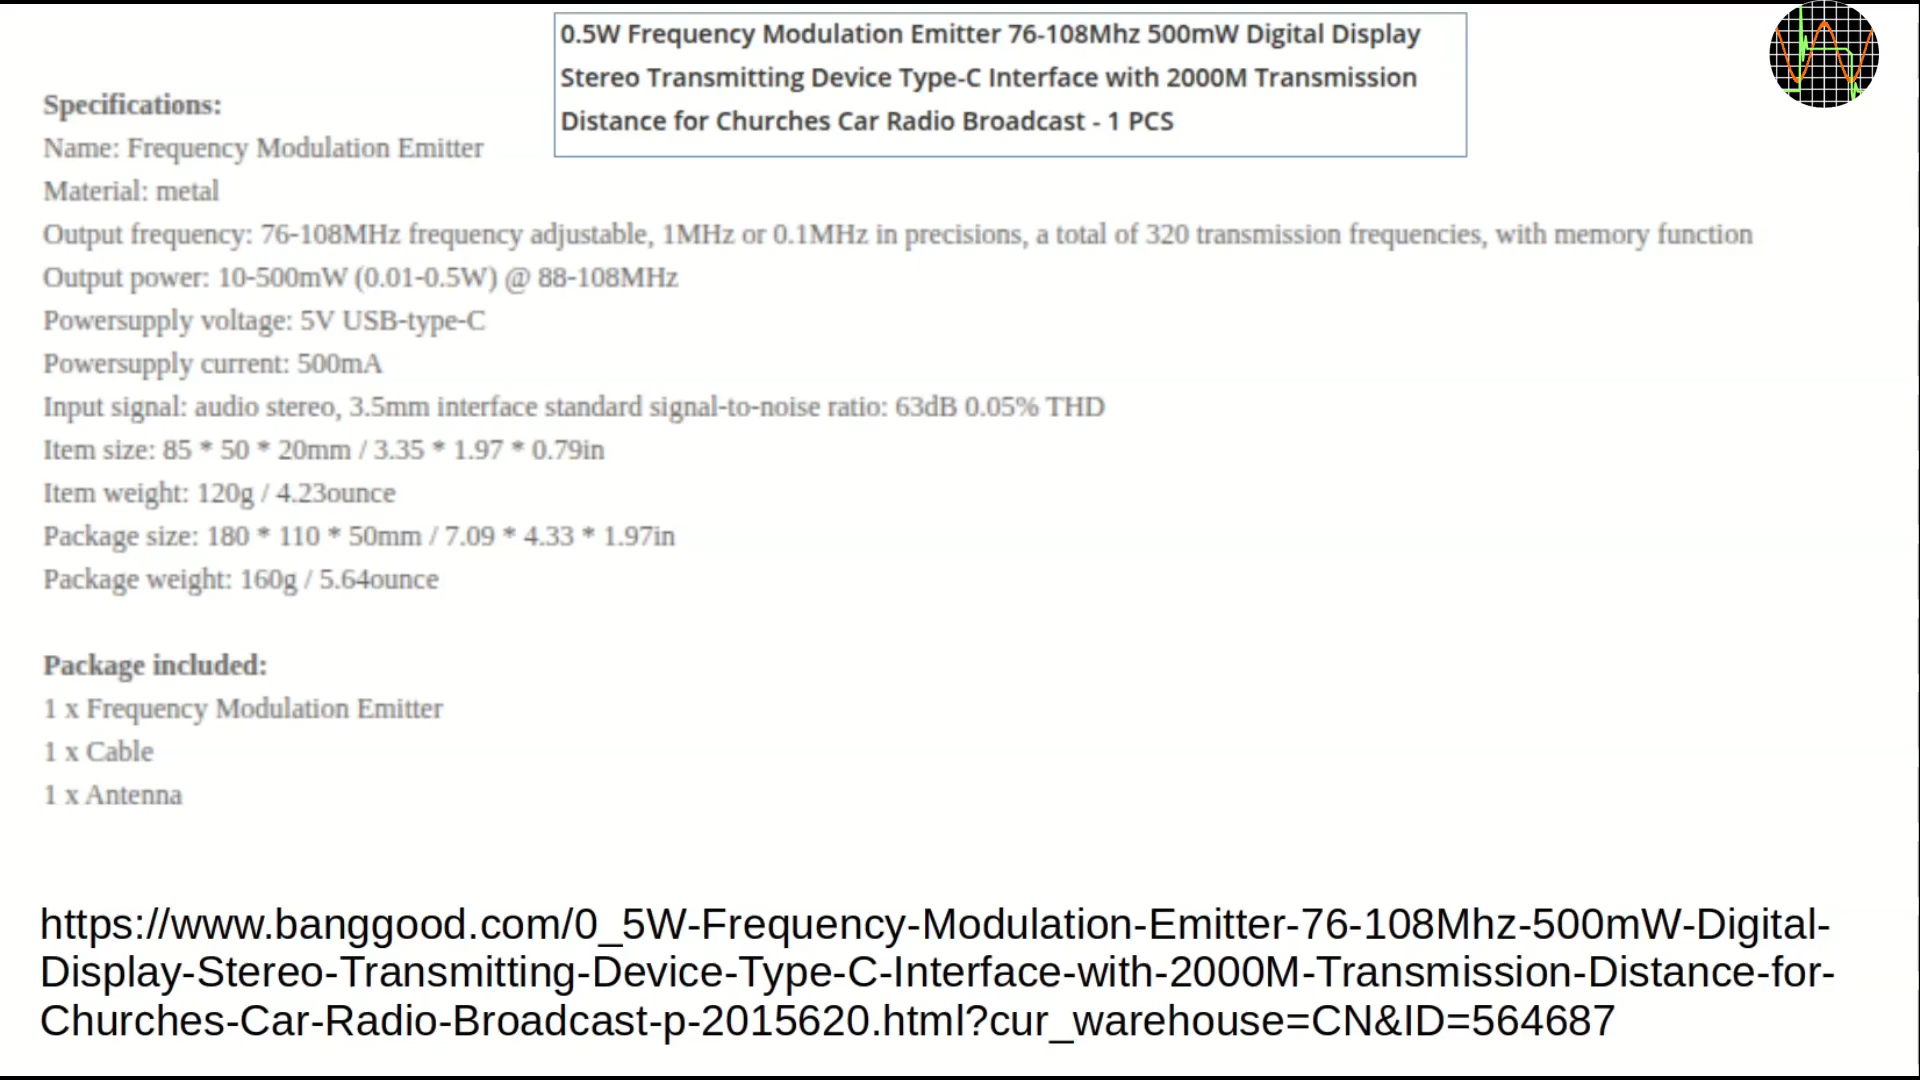 0.5W Frequency Modulation Emitter 76-108Mhz 500mW Digital Display
Stereo Transmitting Device Type-C Interface with 2000M Transmission
Distance for Churches Car Radio Broadcast - 1 PCS
Specifications:
Name: Frequency Modulation Emitter
Material: metal
Output frequency: 76-108MHz frequency adjustable, 1MHz or 0.1MHz in precisions, a total of 320 transmission frequencies, with memory function
Output power: 10-500mW (0.01-0.5W) @ 88-108MHz
Powersupply voltage: 5V USB-type-C
Powersupply current: 500mA
Input signal: audio stereo, 3.5mm interface standard signal-to-noise ratio: 63dB 0.05% THD
Item size: 85 * 50 * 20mm / 3.35 * 1.97 * 0.79in
Item weight: 120g / 4.23ounce
Package size: 180 * 110 * 50mm / 7.09 * 4.33 * 1.97in
Package weight: 160g / 5.64ounce
Package included:
1 x Frequency Modulation Emitter
1 x Cable
1 x Antenna
https://www.banggood.com/0_5W-Frequency-Modulation-Emitter-76-108Mhz-500mW-Digital-
Display-Stereo-Transmitting-Device-Type-C-Interface-with-2000M-Transmission-Distance-for-
Churches-Car-Radio-Broadcast-p-2015620.html?cur_warehouse=CN&ID=564687